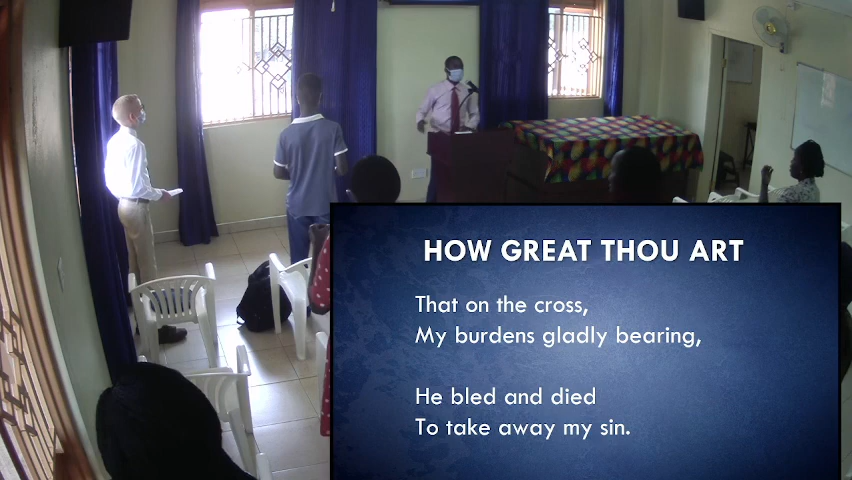 HOW GREAT THOU ART
That on the cross,
My burdens gladly bearing,
He bled and died
To take away my sin.